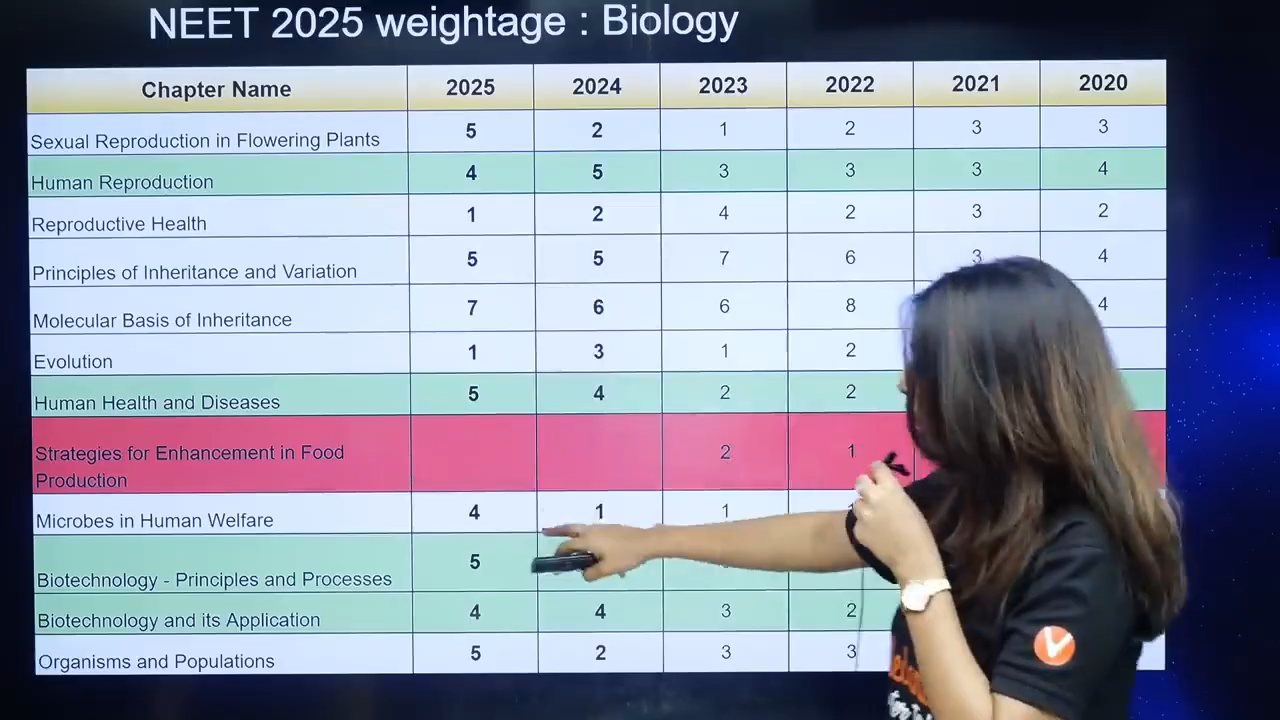 NEET 2025 weightage : Biology
Chapter Name 2025 2024 2023 2022 2021 2020
Sexual Reproduction in Flowering Plants 5 2 1 2 3 3
Human Reproduction 4 5 3 3 3 4
Reproductive Health 1 2 4 2 3 2
Principles of Inheritance and Variation 5 5 7 6 3 4
Molecular Basis of Inheritance 7 6 6 8 4
Evolution 1 3 1 2
Human Health and Diseases 5 4 2 2
Strategies for Enhancement in Food
Production 2 1
Microbes in Human Welfare 4 1 1
Biotechnology - Principles and Processes 5
Biotechnology and its Application 4 4 3 2
Organisms and Populations 5 2 3 3